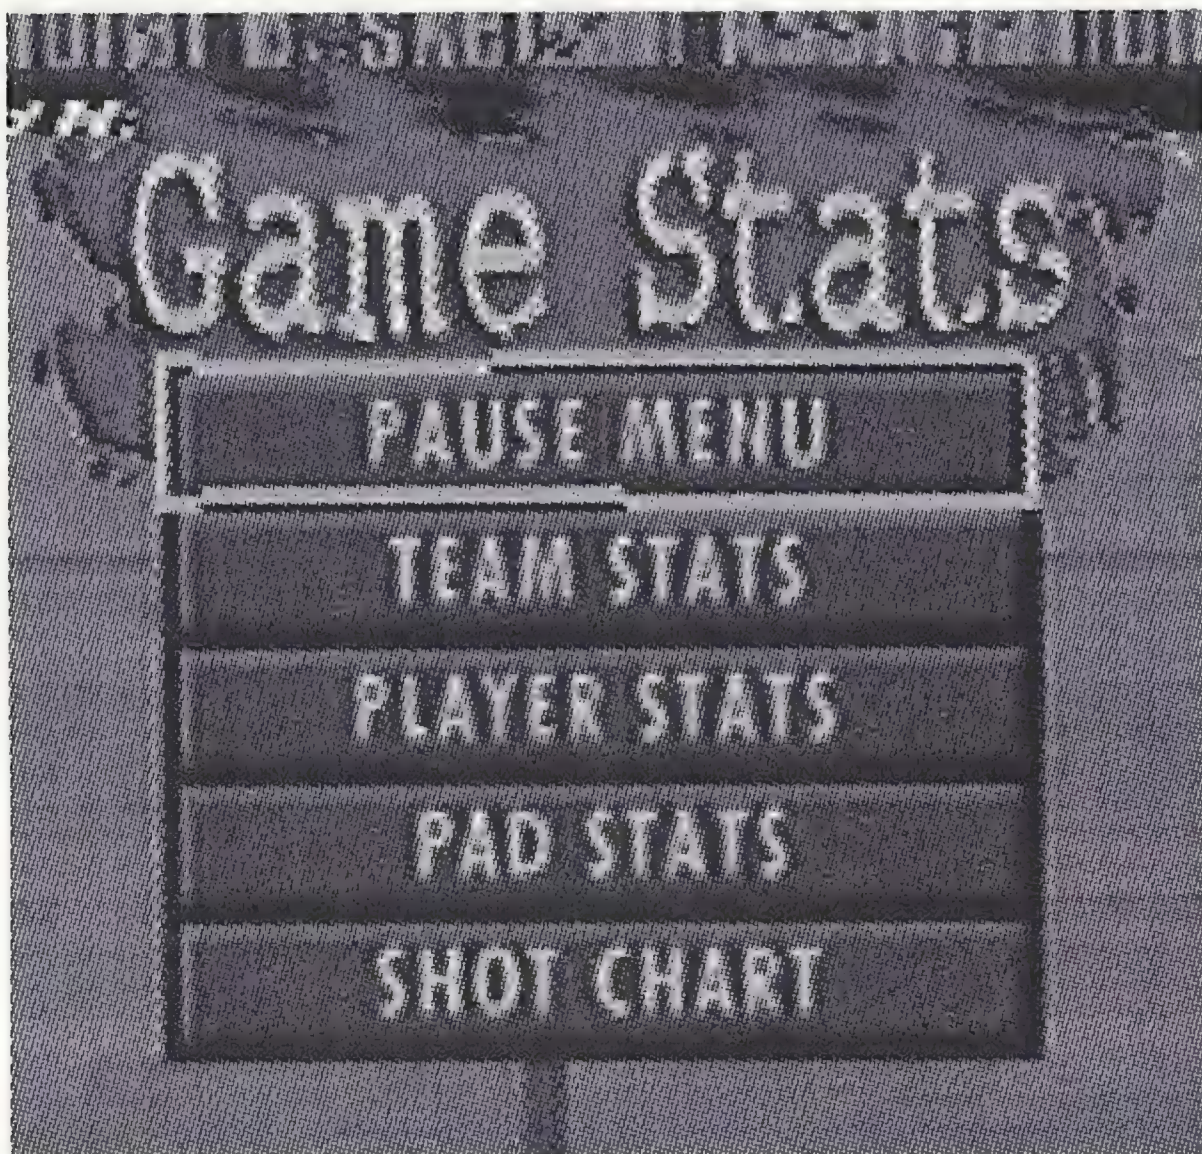 Game Stats
PAUSE MENU
TEAM STATS
PLAYER STATS
PAD STATS
SHOT CHART